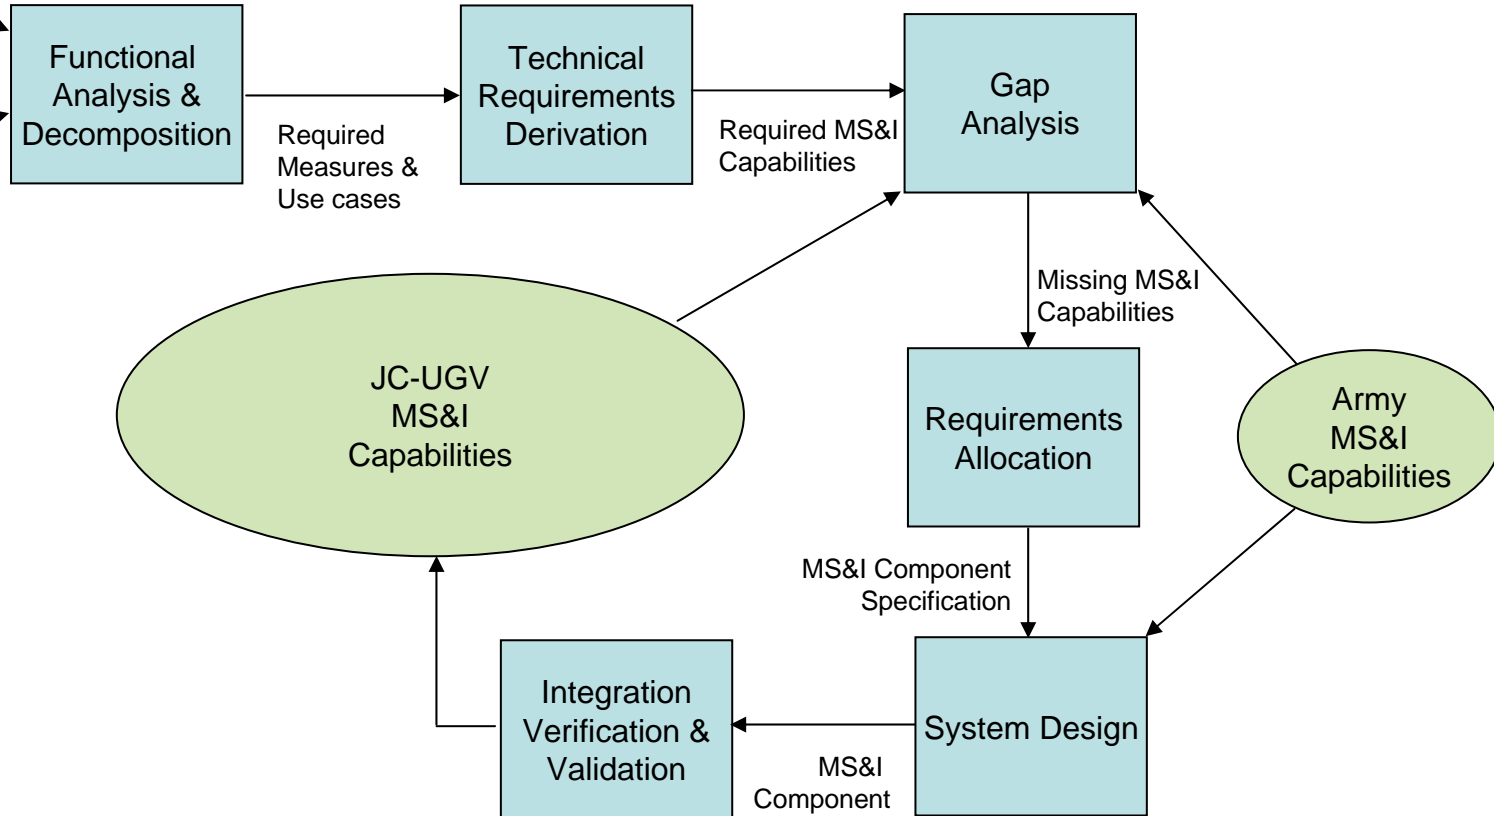 Functional
Analysis &
Decomposition
Required
Measures &
Use cases
Technical
Requirements
Derivation
Required MS&I
Capabilities
Gap
Analysis
Missing MS&I
Capabilities
JC-UGV
MS&I
Capabilities
Requirements
Allocation
Army
MS&I
Capabilities
MS&I Component
Specification
System Design
MS&I
Component
Integration
Verification &
Validation